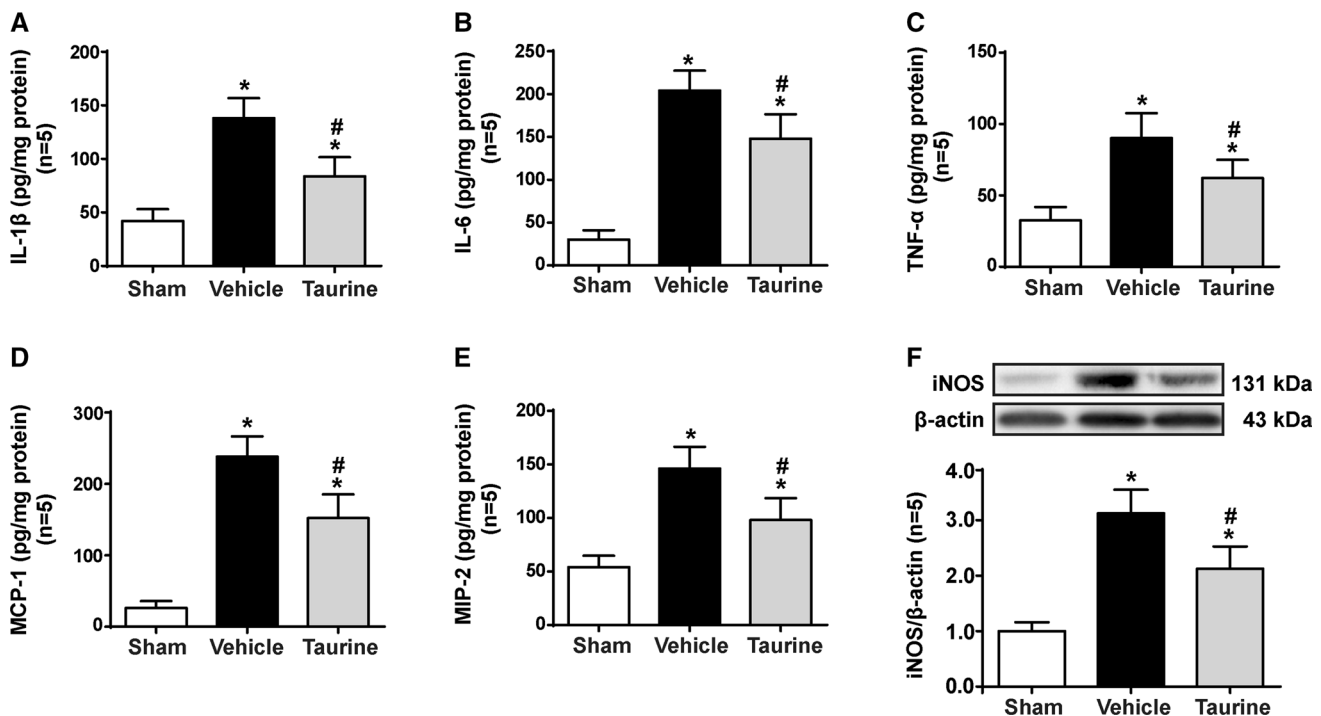 A
IL-1β (pg/mg protein)
(n=5)
200
150
100
50
0
*
#
*
Sham Vehicle Taurine
B
IL-6 (pg/mg protein)
(n=5)
250
200
150
100
50
0
*
#
*
Sham Vehicle Taurine
C
TNF-α (pg/mg protein)
(n=5)
150
100
50
0
*
#
*
Sham Vehicle Taurine
D
MCP-1 (pg/mg protein)
(n=5)
300
200
100
0
*
#
*
Sham Vehicle Taurine
E
MIP-2 (pg/mg protein)
(n=5)
200
150
100
50
0
*
#
*
Sham Vehicle Taurine
F
iNOS 131 kDa
β-actin 43 kDa
iNOS/β-actin (n=5)
4.0
3.0
2.0
1.0
0.0
*
#
*
Sham Vehicle Taurine